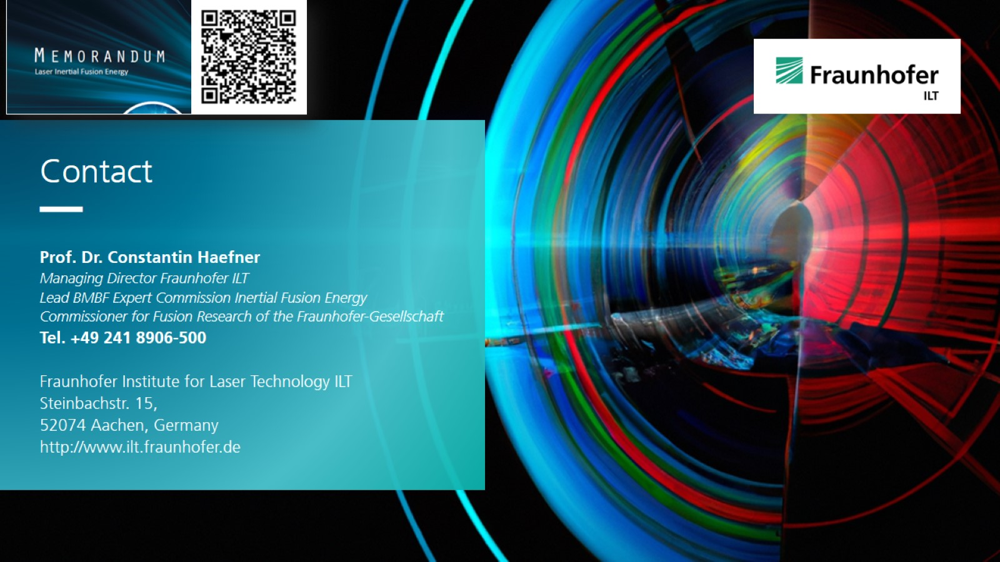 MEMORANDUM
Laser Inertial Fusion Energy
Fraunhofer
ILT
Contact
Prof. Dr. Constantin Haefner
Managing Director Fraunhofer ILT
Lead BMBF Expert Commission Inertial Fusion Energy
Commissioner for Fusion Research of the Fraunhofer-Gesellschaft
Tel. +49 241 8906-500
Fraunhofer Institute for Laser Technology ILT
Steinbachstr. 15,
52074 Aachen, Germany
http://www.ilt.fraunhofer.de